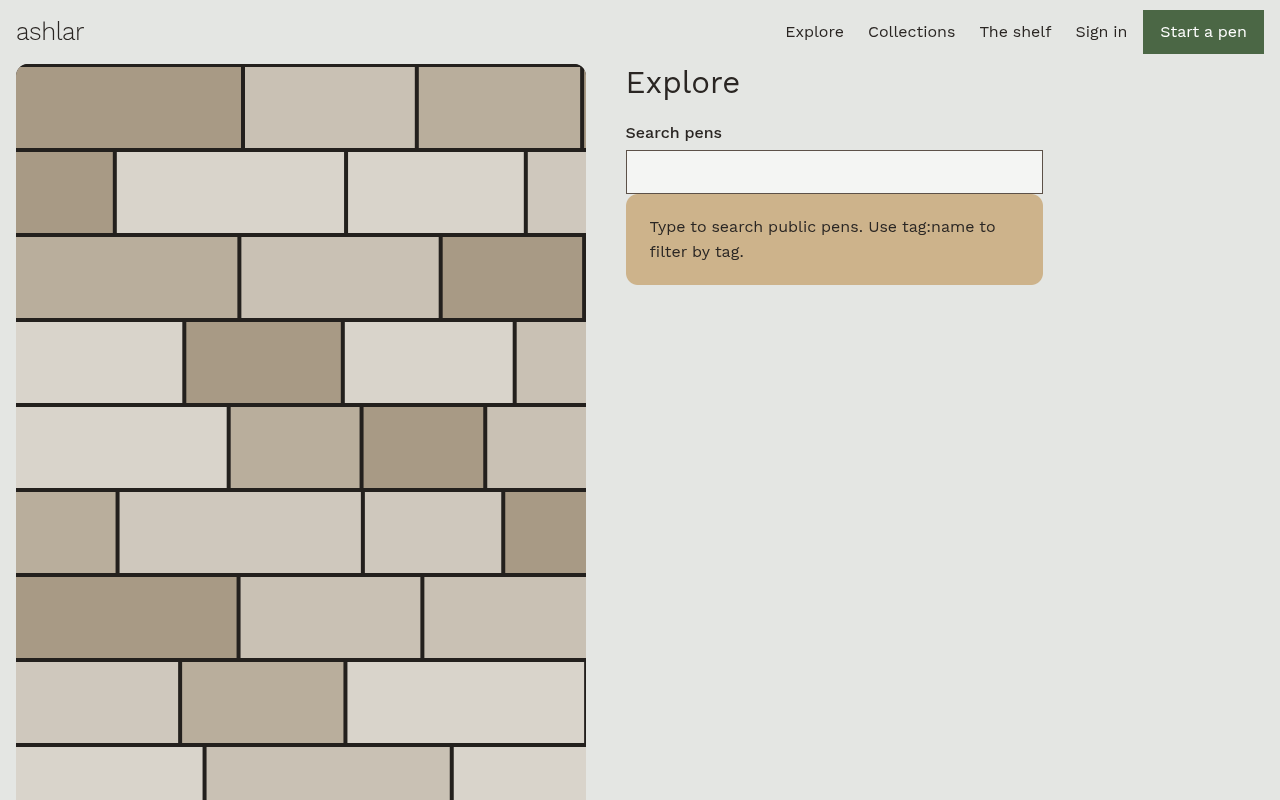 ashlar
Explore
Collections
The shelf
Sign in
Start a pen
Explore
Search pens
Type to search public pens. Use tag:name to
filter by tag.